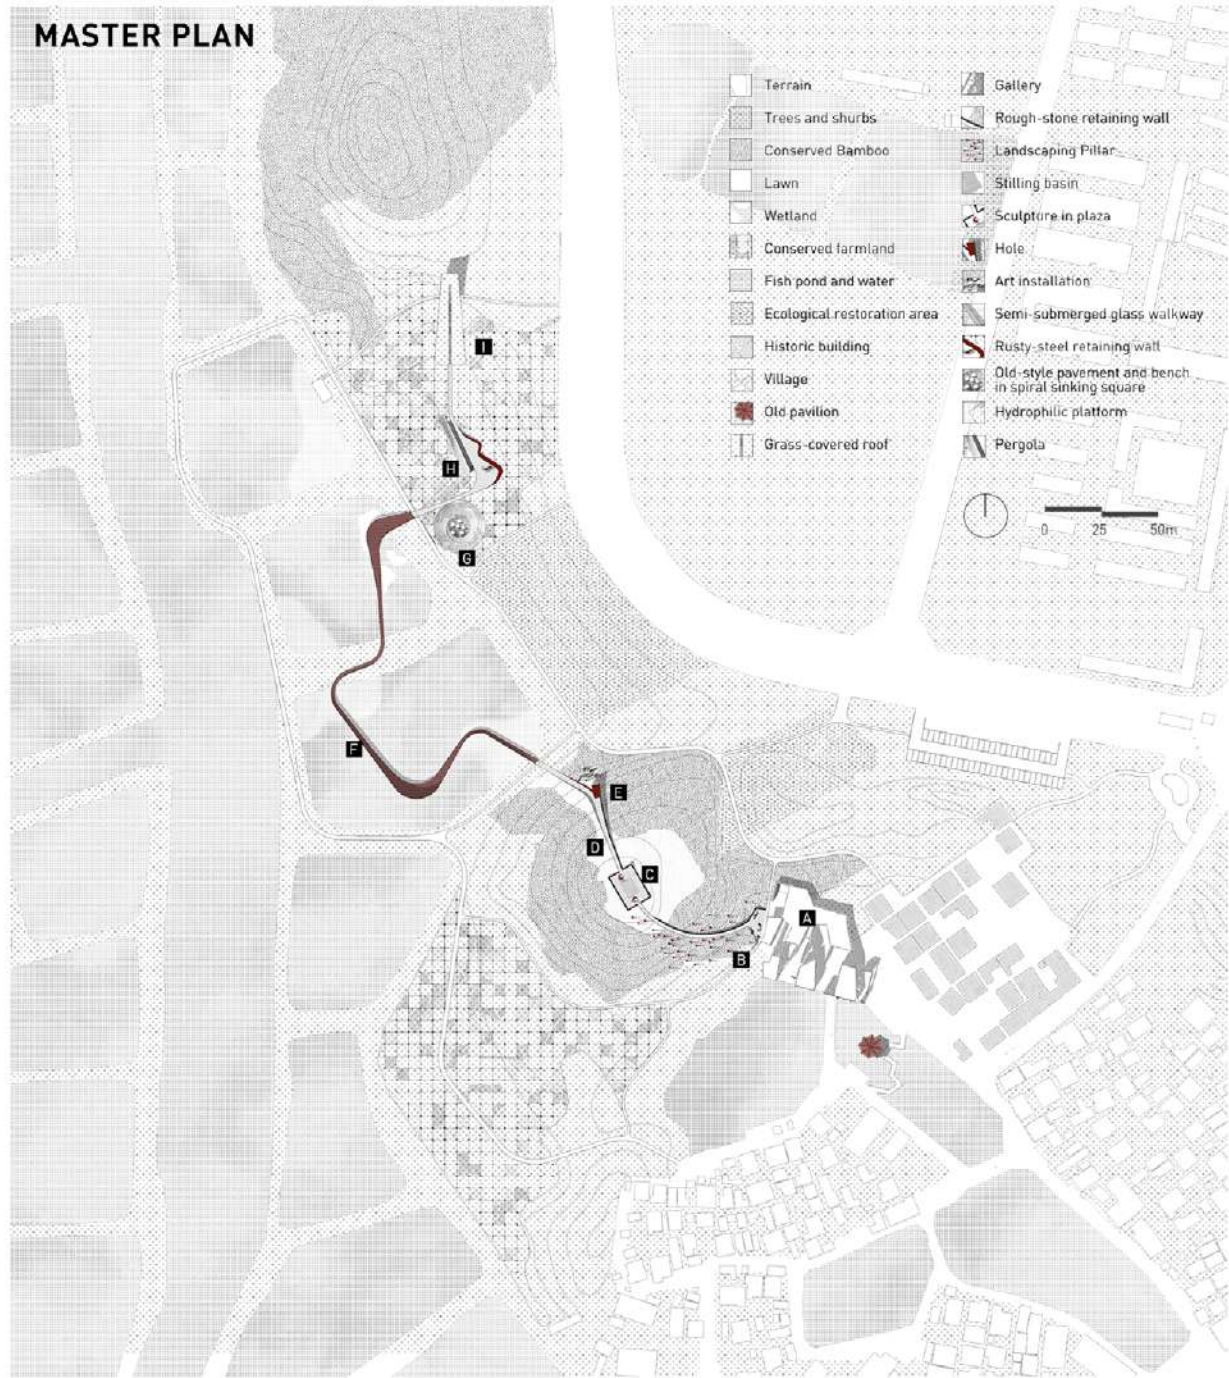 MASTER PLAN
Terrain
Trees and shurbs
Conserved Bamboo
Lawn
Wetland
Conserved farmland
Fish pond and water
Ecological restoration area
Historic building
Village
Old pavilion
Grass-covered roof
Gallery
Rough-stone retaining wall
Landscaping Pillar
Stilling basin
Sculpture in plaza
Hole
Art installation
Semi-submerged glass walkway
Rusty-steel retaining wall
Old-style pavement and bench
in spiral sinking square
Hydrophilic platform
Pergola
0 25 50m
I
H
G
F
E
D
C
A
B